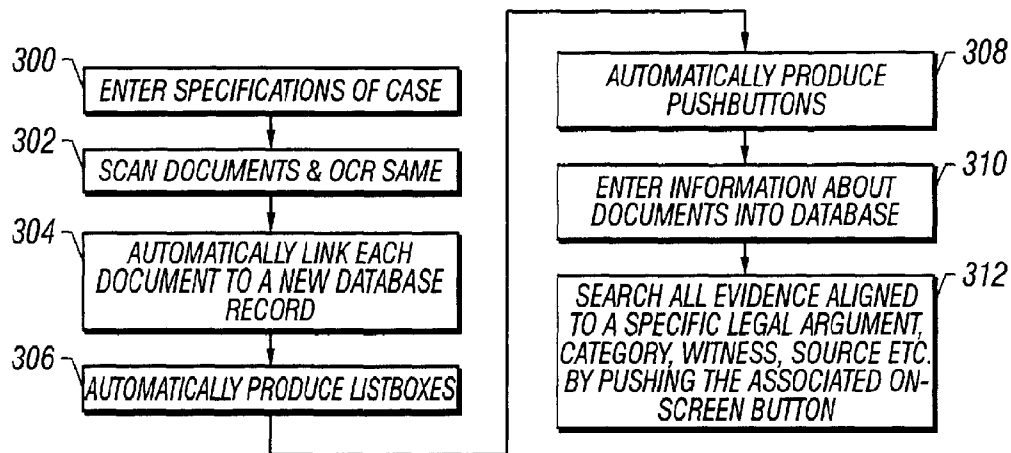 300
ENTER SPECIFICATIONS OF CASE
302
SCAN DOCUMENTS & OCR SAME
304
AUTOMATICALLY LINK EACH
DOCUMENT TO A NEW DATABASE
RECORD
306
AUTOMATICALLY PRODUCE LISTBOXES
308
AUTOMATICALLY PRODUCE
PUSHBUTTONS
310
ENTER INFORMATION ABOUT
DOCUMENTS INTO DATABASE
312
SEARCH ALL EVIDENCE ALIGNED
TO A SPECIFIC LEGAL ARGUMENT,
CATEGORY, WITNESS, SOURCE ETC.
BY PUSHING THE ASSOCIATED ON-
SCREEN BUTTON